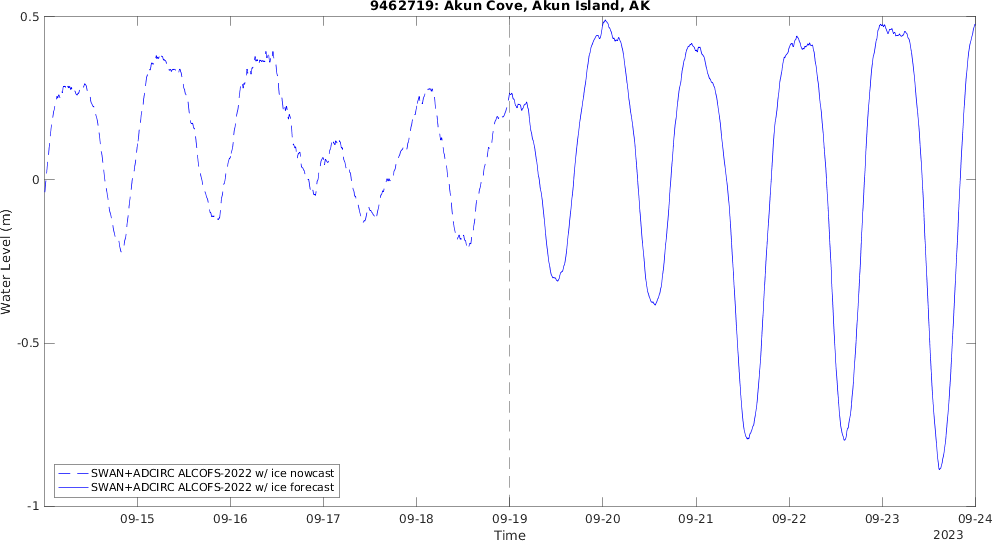 9462719: Akun Cove, Akun Island, AK
0.5
0
-0.5
-1
Water Level (m)
SWAN+ADCIRC ALCOFS-2022 w/ ice nowcast
SWAN+ADCIRC ALCOFS-2022 w/ ice forecast
09-15 09-16 09-17 09-18 09-19 09-20 09-21 09-22 09-23 09-24
Time
2023